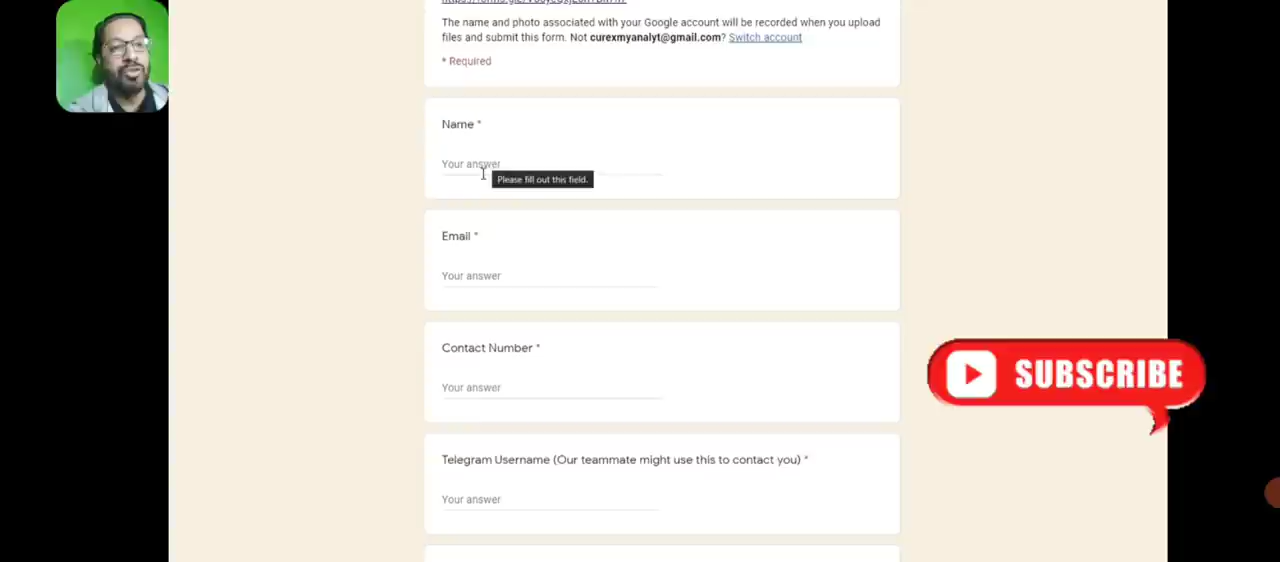 The name and photo associated with your Google account will be recorded when you upload
files and submit this form. Not curexmyanalyt@gmail.com? Switch account
* Required
Name *
Your answer
Please fill out this field.
Email *
Your answer
Contact Number *
Your answer
SUBSCRIBE
Telegram Username (Our teammate might use this to contact you) *
Your answer